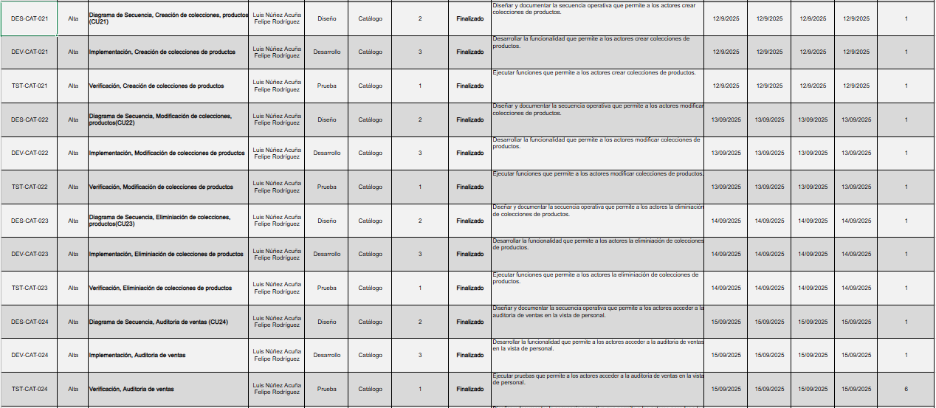 DES-CAT-021 Alta Diagrama de Secuencia, Creación de colecciones, productos (CU21) Luis Núñez Acuña Felipe Rodríguez Diseño Catálogo 2 Finalizado Diseñar y documentar la secuencia operativa que permite a los actores crear colecciones de productos. 12/9/2025 12/9/2025 12/9/2025 12/9/2025 1
DEV-CAT-021 Alta Implementación, Creación de colecciones de productos Luis Núñez Acuña Felipe Rodríguez Desarrollo Catálogo 3 Finalizado Desarrollar la funcionalidad que permite a los actores crear colecciones de productos. 12/9/2025 12/9/2025 12/9/2025 12/9/2025 1
TST-CAT-021 Alta Verificación, Creación de colecciones de productos Luis Núñez Acuña Felipe Rodríguez Prueba Catálogo 1 Finalizado Ejecutar funciones que permite a los actores crear colecciones de productos. 12/9/2025 12/9/2025 12/9/2025 12/9/2025 1
DES-CAT-022 Alta Diagrama de Secuencia, Modificación de colecciones, productos(CU22) Luis Núñez Acuña Felipe Rodríguez Diseño Catálogo 2 Finalizado Diseñar y documentar la secuencia operativa que permite a los actores modificar colecciones de productos. 13/09/2025 13/09/2025 13/09/2025 13/09/2025 1
DEV-CAT-022 Alta Implementación, Modificación de colecciones de productos Luis Núñez Acuña Felipe Rodríguez Desarrollo Catálogo 3 Finalizado Desarrollar la funcionalidad que permite a los actores modificar colecciones de productos. 13/09/2025 13/09/2025 13/09/2025 13/09/2025 1
TST-CAT-022 Alta Verificación, Modificación de colecciones de productos Luis Núñez Acuña Felipe Rodríguez Prueba Catálogo 1 Finalizado Ejecutar funciones que permite a los actores modificar colecciones de productos. 13/09/2025 13/09/2025 13/09/2025 13/09/2025 1
DES-CAT-023 Alta Diagrama de Secuencia, Eliminiación de colecciones, productos(CU23) Luis Núñez Acuña Felipe Rodríguez Diseño Catálogo 2 Finalizado Diseñar y documentar la secuencia operativa que permite a los actores la eliminiación de colecciones de productos. 14/09/2025 14/09/2025 14/09/2025 14/09/2025 1
DEV-CAT-023 Alta Implementación, Eliminiación de colecciones de productos Luis Núñez Acuña Felipe Rodríguez Desarrollo Catálogo 3 Finalizado Desarrollar la funcionalidad que permite a los actores la eliminiación de colecciones de productos. 14/09/2025 14/09/2025 14/09/2025 14/09/2025 1
TST-CAT-023 Alta Verificación, Eliminiación de colecciones de productos Luis Núñez Acuña Felipe Rodríguez Prueba Catálogo 1 Finalizado Ejecutar funciones que permite a los actores la eliminiación de colecciones de productos. 14/09/2025 14/09/2025 14/09/2025 14/09/2025 1
DES-CAT-024 Alta Diagrama de Secuencia, Auditoria de ventas (CU24) Luis Núñez Acuña Felipe Rodríguez Diseño Catálogo 2 Finalizado Diseñar y documentar la secuencia operativa que permite a los actores acceder a la auditoria de ventas en la vista de personal. 15/09/2025 15/09/2025 15/09/2025 15/09/2025 1
DEV-CAT-024 Alta Implementación, Auditoria de ventas Luis Núñez Acuña Felipe Rodríguez Desarrollo Catálogo 3 Finalizado Desarrollar la funcionalidad que permite a los actores acceder a la auditoria de ventas en la vista de personal. 15/09/2025 15/09/2025 15/09/2025 15/09/2025 1
TST-CAT-024 Alta Verificación, Auditoria de ventas Luis Núñez Acuña Felipe Rodríguez Prueba Catálogo 1 Finalizado Ejecutar pruebas que permite a los actores acceder a la auditoria de ventas en la vista de personal. 15/09/2025 15/09/2025 15/09/2025 15/09/2025 6